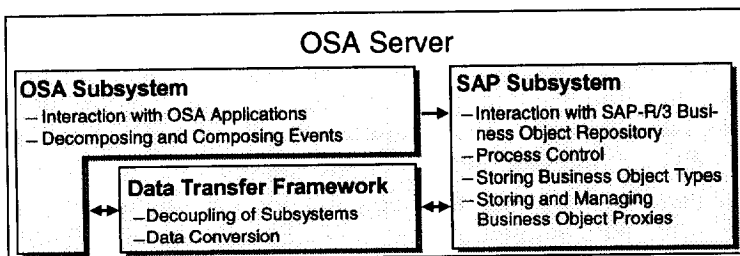 OSA Server
OSA Subsystem
– Interaction with OSA Applications
– Decomposing and Composing Events
SAP Subsystem
– Interaction with SAP-R/3 Busi-
ness Object Repository
– Process Control
– Storing Business Object Types
– Storing and Managing
Business Object Proxies
Data Transfer Framework
– Decoupling of Subsystems
– Data Conversion